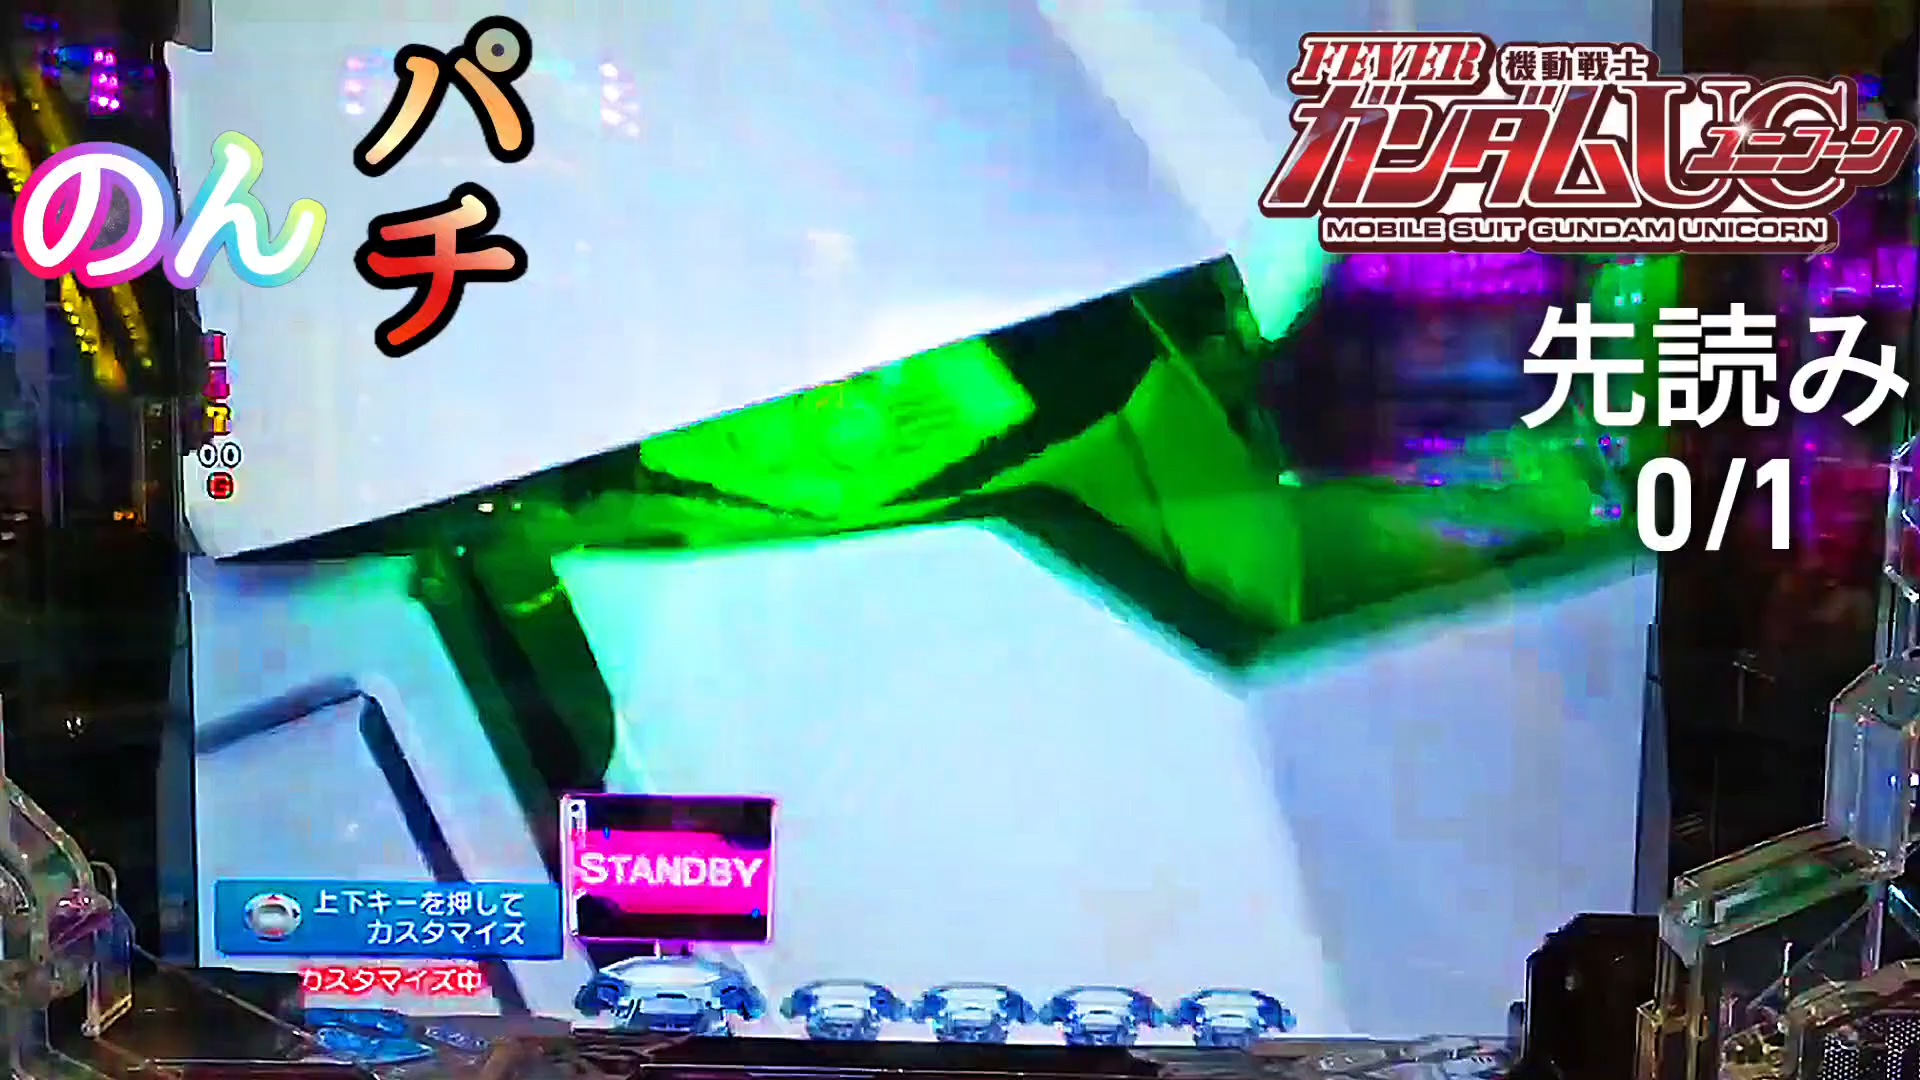 のん
パチ
FEVER 機動戦士
ガンダムUC
ユニコーン
MOBILE SUIT GUNDAM UNICORN
先読み
0/1
7
00
G
STANDBY
上下キーを押して
カスタマイズ
カスタマイズ中